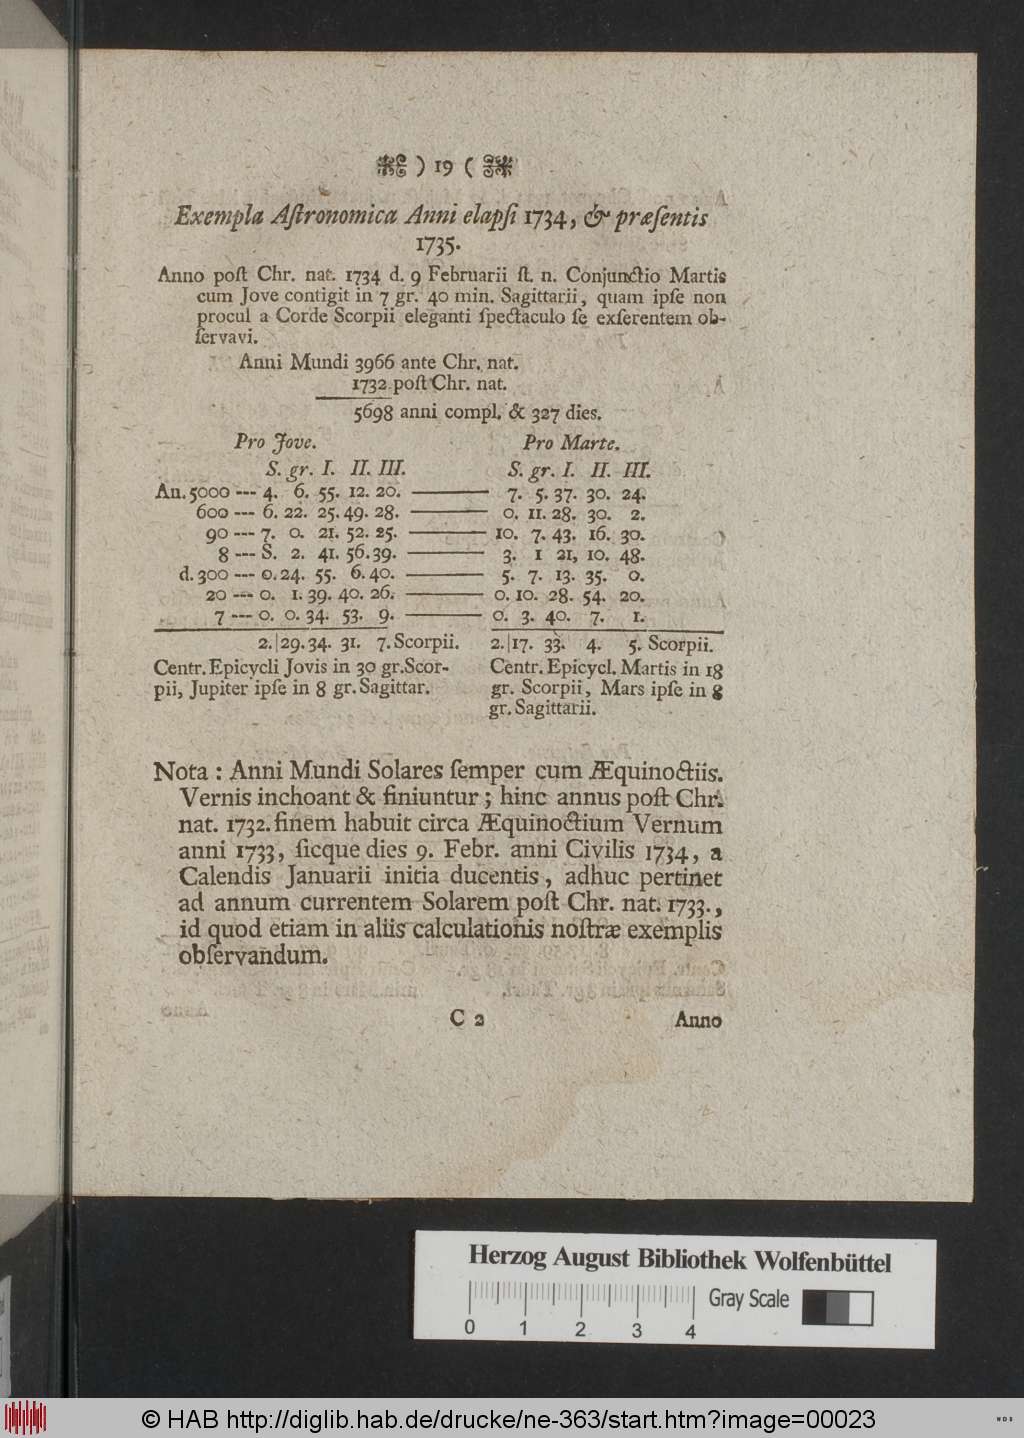 ) 19 (
Exempla Aſtronomica Anni elapſi 1734, & præſentis
1735.
Anno poſt Chr. nat. 1734 d. 9 Februarii ſt. n. Conjunctio Martis
cum Jove contigit in 7 gr. 40 min. Sagittarii, quam ipſe non
procul a Corde Scorpii eleganti ſpectaculo ſe exſerentem ob-
ſervavi.
Anni Mundi 3966 ante Chr. nat.
1732 poſt Chr. nat.
5698 anni compl. & 327 dies.
Pro Jove. Pro Marte.
S. gr. I. II. III. S. gr. I. II. III.
An. 5000 --- 4. 6. 55. 12. 20. ——— 7. 5. 37. 30. 24.
600 --- 6. 22. 25. 49. 28. ——— 0. 11. 28. 30. 2.
90 --- 7. 0. 21. 52. 25. ——— 10. 7. 43. 16. 30.
8 --- S. 2. 41. 56. 39. ——— 3. 1 21, 10. 48.
d. 300 --- 0. 24. 55. 6. 40. ——— 5. 7. 13. 35. 0.
20 --- 0. 1. 39. 40. 26. ——— 0. 10. 28. 54. 20.
7 --- 0. 0. 34. 53. 9. ——— 0. 3. 40. 7. 1.
2. | 29. 34. 31. 7. Scorpii. 2. | 17. 33. 4. 5. Scorpii.
Centr. Epicycli Jovis in 30 gr. Scor-
pii, Jupiter ipſe in 8 gr. Sagittar.
Centr. Epicycl. Martis in 18
gr. Scorpii, Mars ipſe in 8
gr. Sagittarii.
Nota : Anni Mundi Solares ſemper cum Æquinoctiis.
Vernis inchoant & finiuntur ; hinc annus poſt Chr.
nat. 1732. finem habuit circa Æquinoctium Vernum
anni 1733, ſicque dies 9. Febr. anni Civilis 1734, a
Calendis Januarii initia ducentis, adhuc pertinet
ad annum currentem Solarem poſt Chr. nat. 1733.,
id quod etiam in aliis calculationis noſtræ exemplis
obſervandum.
C 2 Anno
Herzog August Bibliothek Wolfenbüttel
Gray Scale
0 1 2 3 4
© HAB http://diglib.hab.de/drucke/ne-363/start.htm?image=00023